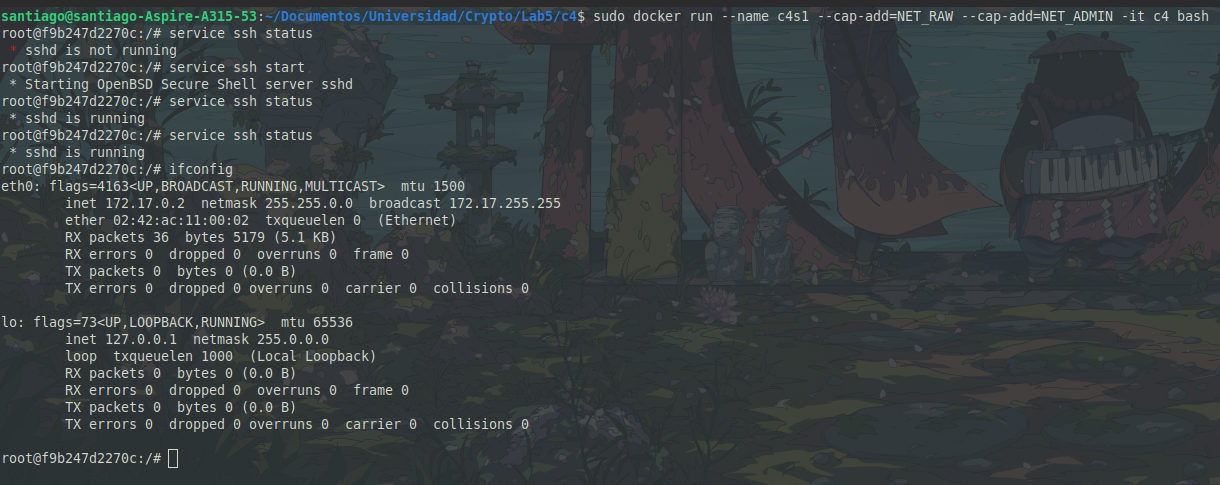 santiago@santiago-Aspire-A315-53:~/Documentos/Universidad/Crypto/Lab5/c4$ sudo docker run --name c4s1 --cap-add=NET_RAW --cap-add=NET_ADMIN -it c4 bash
root@f9b247d2270c:/# service ssh status
 * sshd is not running
root@f9b247d2270c:/# service ssh start
 * Starting OpenBSD Secure Shell server sshd
root@f9b247d2270c:/# service ssh status
 * sshd is running
root@f9b247d2270c:/# service ssh status
 * sshd is running
root@f9b247d2270c:/# ifconfig
eth0: flags=4163<UP,BROADCAST,RUNNING,MULTICAST>  mtu 1500
        inet 172.17.0.2  netmask 255.255.0.0  broadcast 172.17.255.255
        ether 02:42:ac:11:00:02  txqueuelen 0  (Ethernet)
        RX packets 36  bytes 5179 (5.1 KB)
        RX errors 0  dropped 0  overruns 0  frame 0
        TX packets 0  bytes 0 (0.0 B)
        TX errors 0  dropped 0 overruns 0  carrier 0  collisions 0

lo: flags=73<UP,LOOPBACK,RUNNING>  mtu 65536
        inet 127.0.0.1  netmask 255.0.0.0
        loop  txqueuelen 1000  (Local Loopback)
        RX packets 0  bytes 0 (0.0 B)
        RX errors 0  dropped 0  overruns 0  frame 0
        TX packets 0  bytes 0 (0.0 B)
        TX errors 0  dropped 0 overruns 0  carrier 0  collisions 0

root@f9b247d2270c:/#